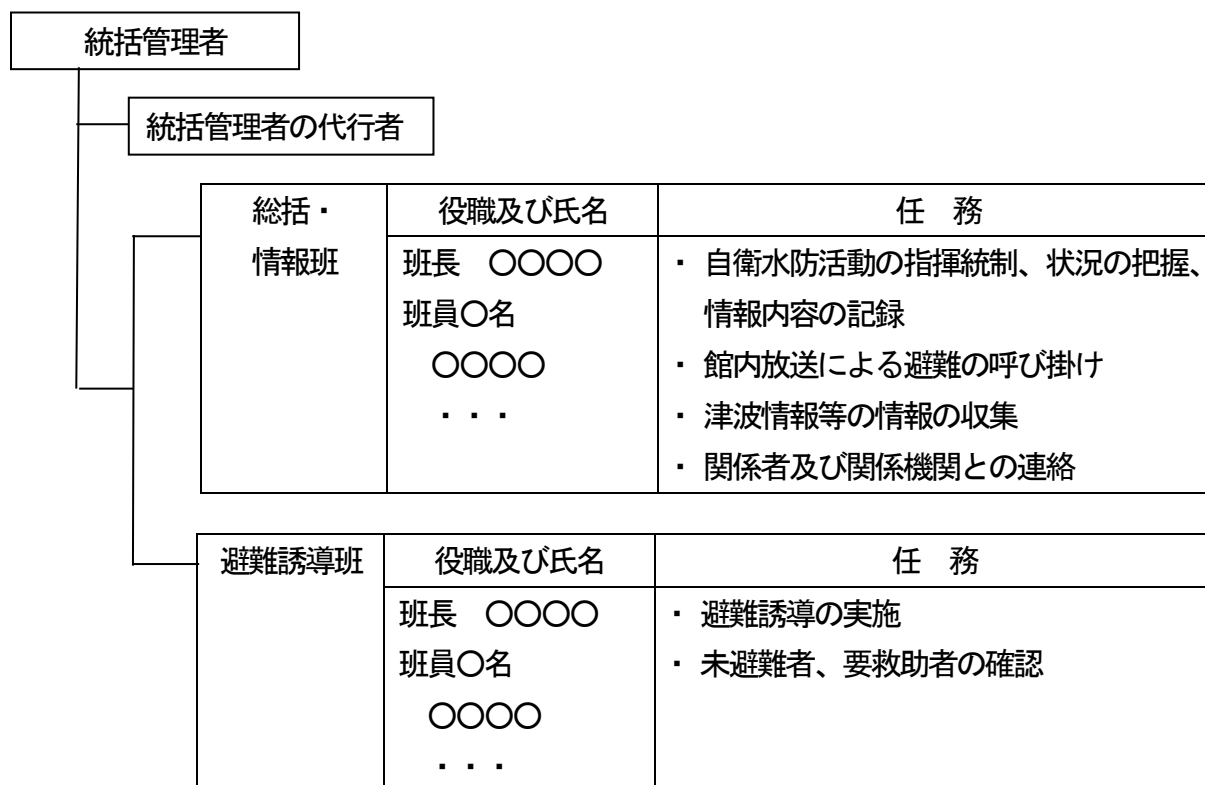 統括管理者
統括管理者の代行者
総括・
情報班
役職及び氏名
任　務
班長　〇〇〇〇
班員〇名
〇〇〇〇
・・・
・ 自衛水防活動の指揮統制、状況の把握、
情報内容の記録
・ 館内放送による避難の呼び掛け
・ 津波情報等の情報の収集
・ 関係者及び関係機関との連絡
避難誘導班
役職及び氏名
任　務
班長　〇〇〇〇
班員〇名
〇〇〇〇
・・・
・ 避難誘導の実施
・ 未避難者、要救助者の確認